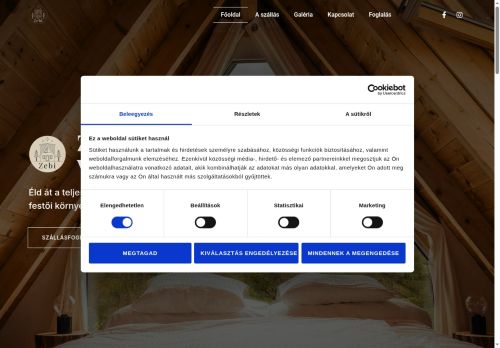 Főoldal
A szállás
Galéria
Kapcsolat
Foglalás
Cookiebot
by Usercentrics
Beleegyezés
Részletek
A sütikről
Ez a weboldal sütiket használ
Sütiket használunk a tartalmak és hirdetések személyre szabásához, közösségi funkciók biztosításához, valamint
weboldalforgalmunk elemzéséhez. Ezenkívül közösségi média-, hirdető- és elemező partnereinkkel megosztjuk az Ön
weboldalhasználatra vonatkozó adatait, akik kombinálhatják az adatokat más olyan adatokkal, amelyeket Ön adott meg
számukra vagy az Ön által használt más szolgáltatásokból gyűjtöttek.
Elengedhetetlen
Beállítások
Statisztikai
Marketing
MEGTAGAD
KIVÁLASZTÁS ENGEDÉLYEZÉSE
MINDENNEK A MEGENGEDÉSE
Zebi
Éld át a telje
festői körny
SZÁLLÁSFOG